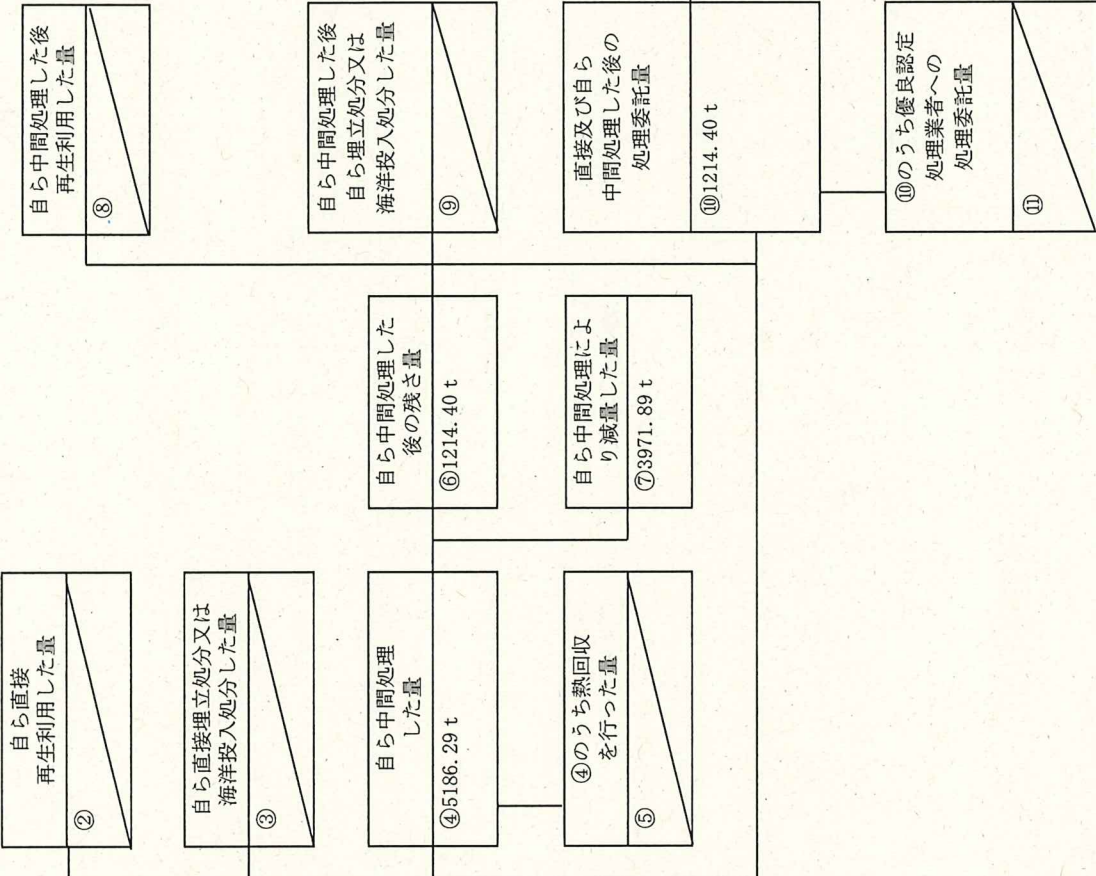 自ら直接
再生利用した量
②
自ら直接埋立処分又は
海洋投入処分した量
③
自ら中間処理
した量
④5186.29 t
④のうち熱回収
を行った量
⑤
自ら中間処理した
後の残さ量
⑥1214.40 t
自ら中間処理によ
り減量した量
⑦3971.89 t
自ら中間処理した後
再生利用した量
⑧
自ら中間処理した後
自ら埋立処分又は
海洋投入処分した量
⑨
直接及び自ら
中間処理した後の
処理委託量
⑩1214.40 t
⑩のうち優良認定
処理業者への
処理委託量
⑪